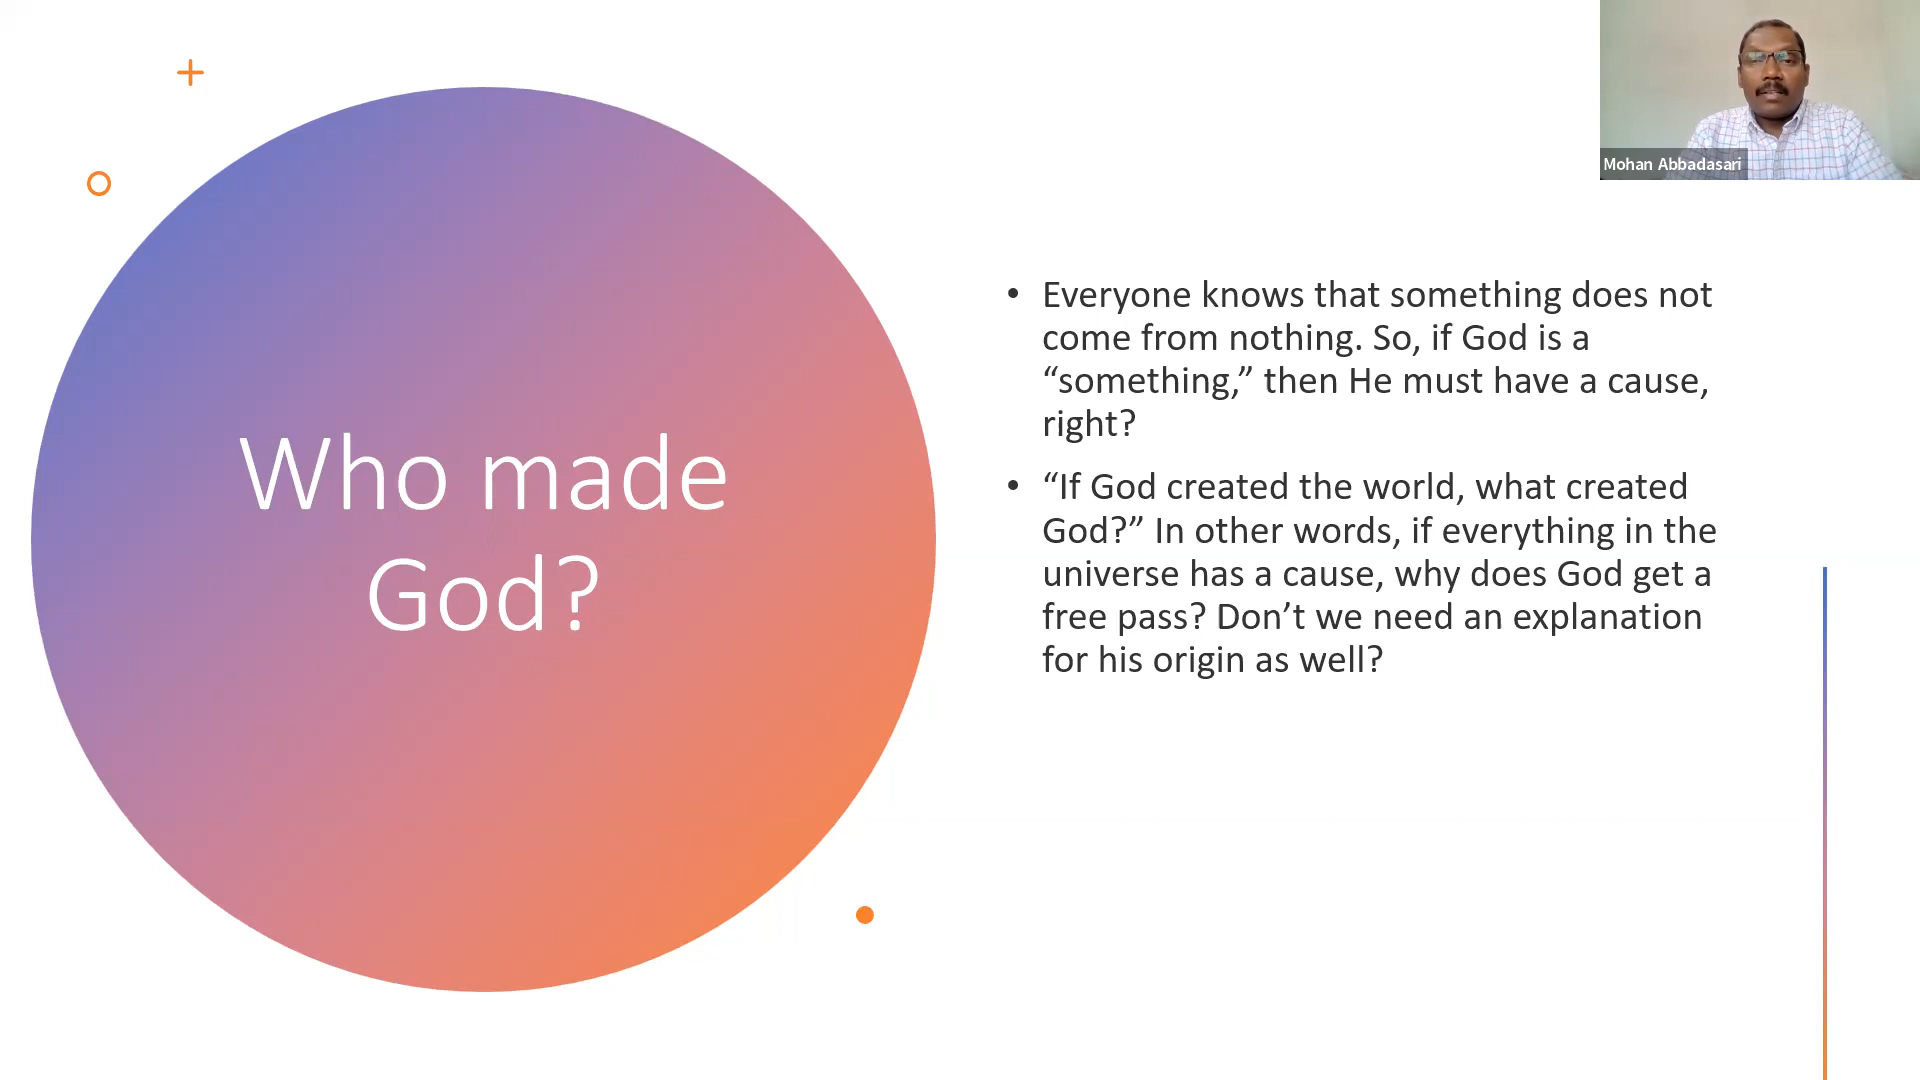 Mohan Abbadasari
Who made
God?
• Everyone knows that something does not
come from nothing. So, if God is a
“something,” then He must have a cause,
right?
• “If God created the world, what created
God?” In other words, if everything in the
universe has a cause, why does God get a
free pass? Don’t we need an explanation
for his origin as well?